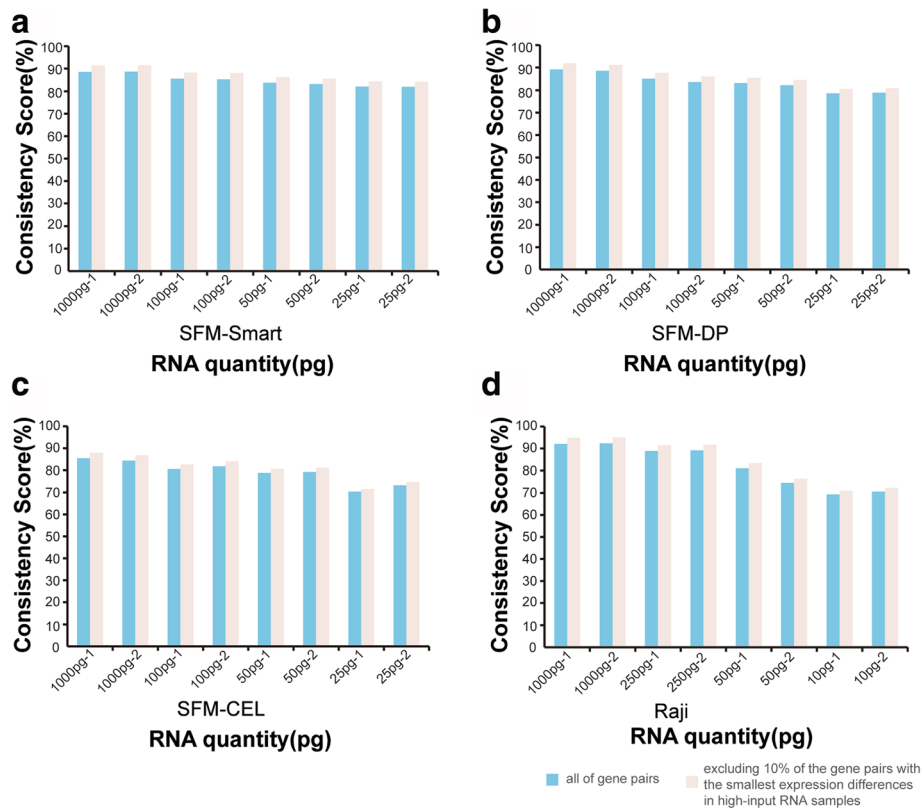 a
Consistency Score(%)
100
90
80
70
60
50
40
30
20
10
0
1000pg-1
1000pg-2
100pg-1
100pg-2
50pg-1
50pg-2
25pg-1
25pg-2
SFM-Smart
RNA quantity(pg)
b
Consistency Score(%)
100
90
80
70
60
50
40
30
20
10
0
1000pg-1
1000pg-2
100pg-1
100pg-2
50pg-1
50pg-2
25pg-1
25pg-2
SFM-DP
RNA quantity(pg)
c
Consistency Score(%)
100
90
80
70
60
50
40
30
20
10
0
1000pg-1
1000pg-2
100pg-1
100pg-2
50pg-1
50pg-2
25pg-1
25pg-2
SFM-CEL
RNA quantity(pg)
d
Consistency Score(%)
100
90
80
70
60
50
40
30
20
10
0
1000pg-1
1000pg-2
250pg-1
250pg-2
50pg-1
50pg-2
10pg-1
10pg-2
Raji
RNA quantity(pg)
all of gene pairs
excluding 10% of the gene pairs with
the smallest expression differences
in high-input RNA samples